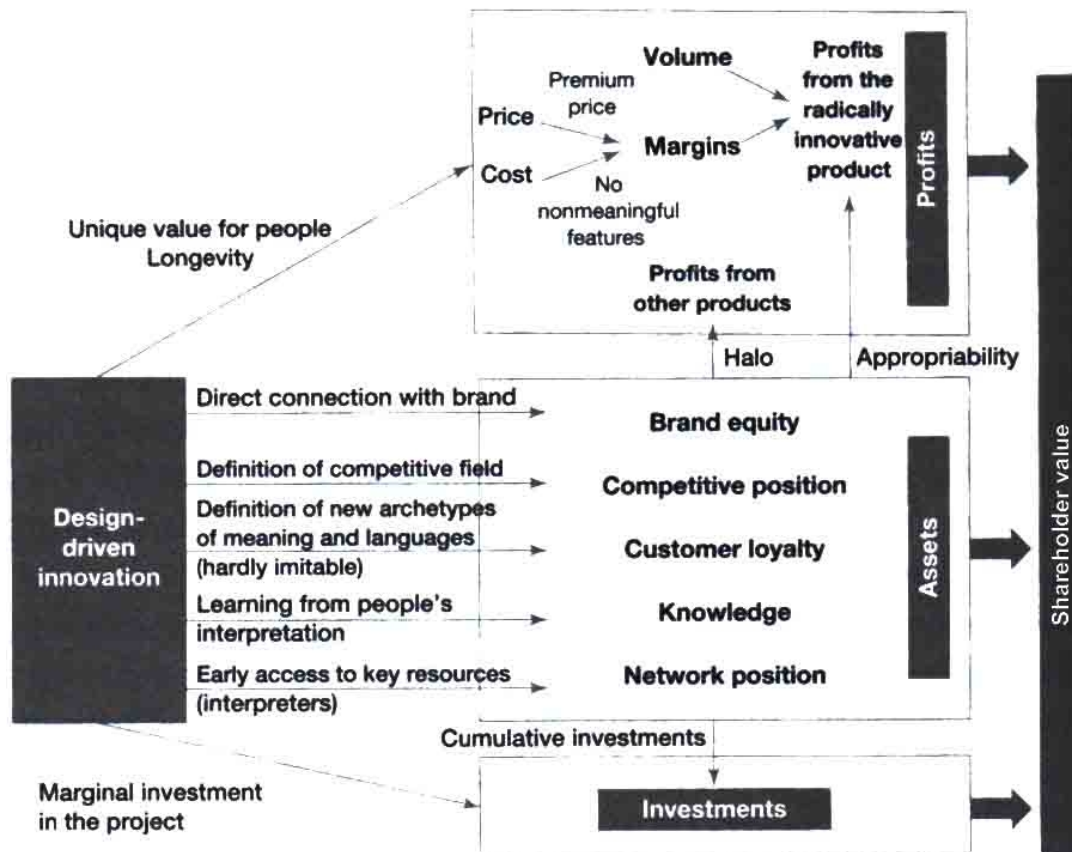 Volume
Profits
from the
radically
innovative
product
Premium
price
Price
Margins
Cost
No
nonmeaningful
features
Profits
Unique value for people
Longevity
Profits from
other products
Halo
Appropriability
Direct connection with brand
Brand equity
Definition of competitive field
Competitive position
Design-
driven
innovation
Definition of new archetypes
of meaning and languages
(hardly imitable)
Customer loyalty
Assets
Learning from people's
interpretation
Knowledge
Early access to key resources
(interpreters)
Network position
Shareholder value
Cumulative investments
Marginal investment
in the project
Investments